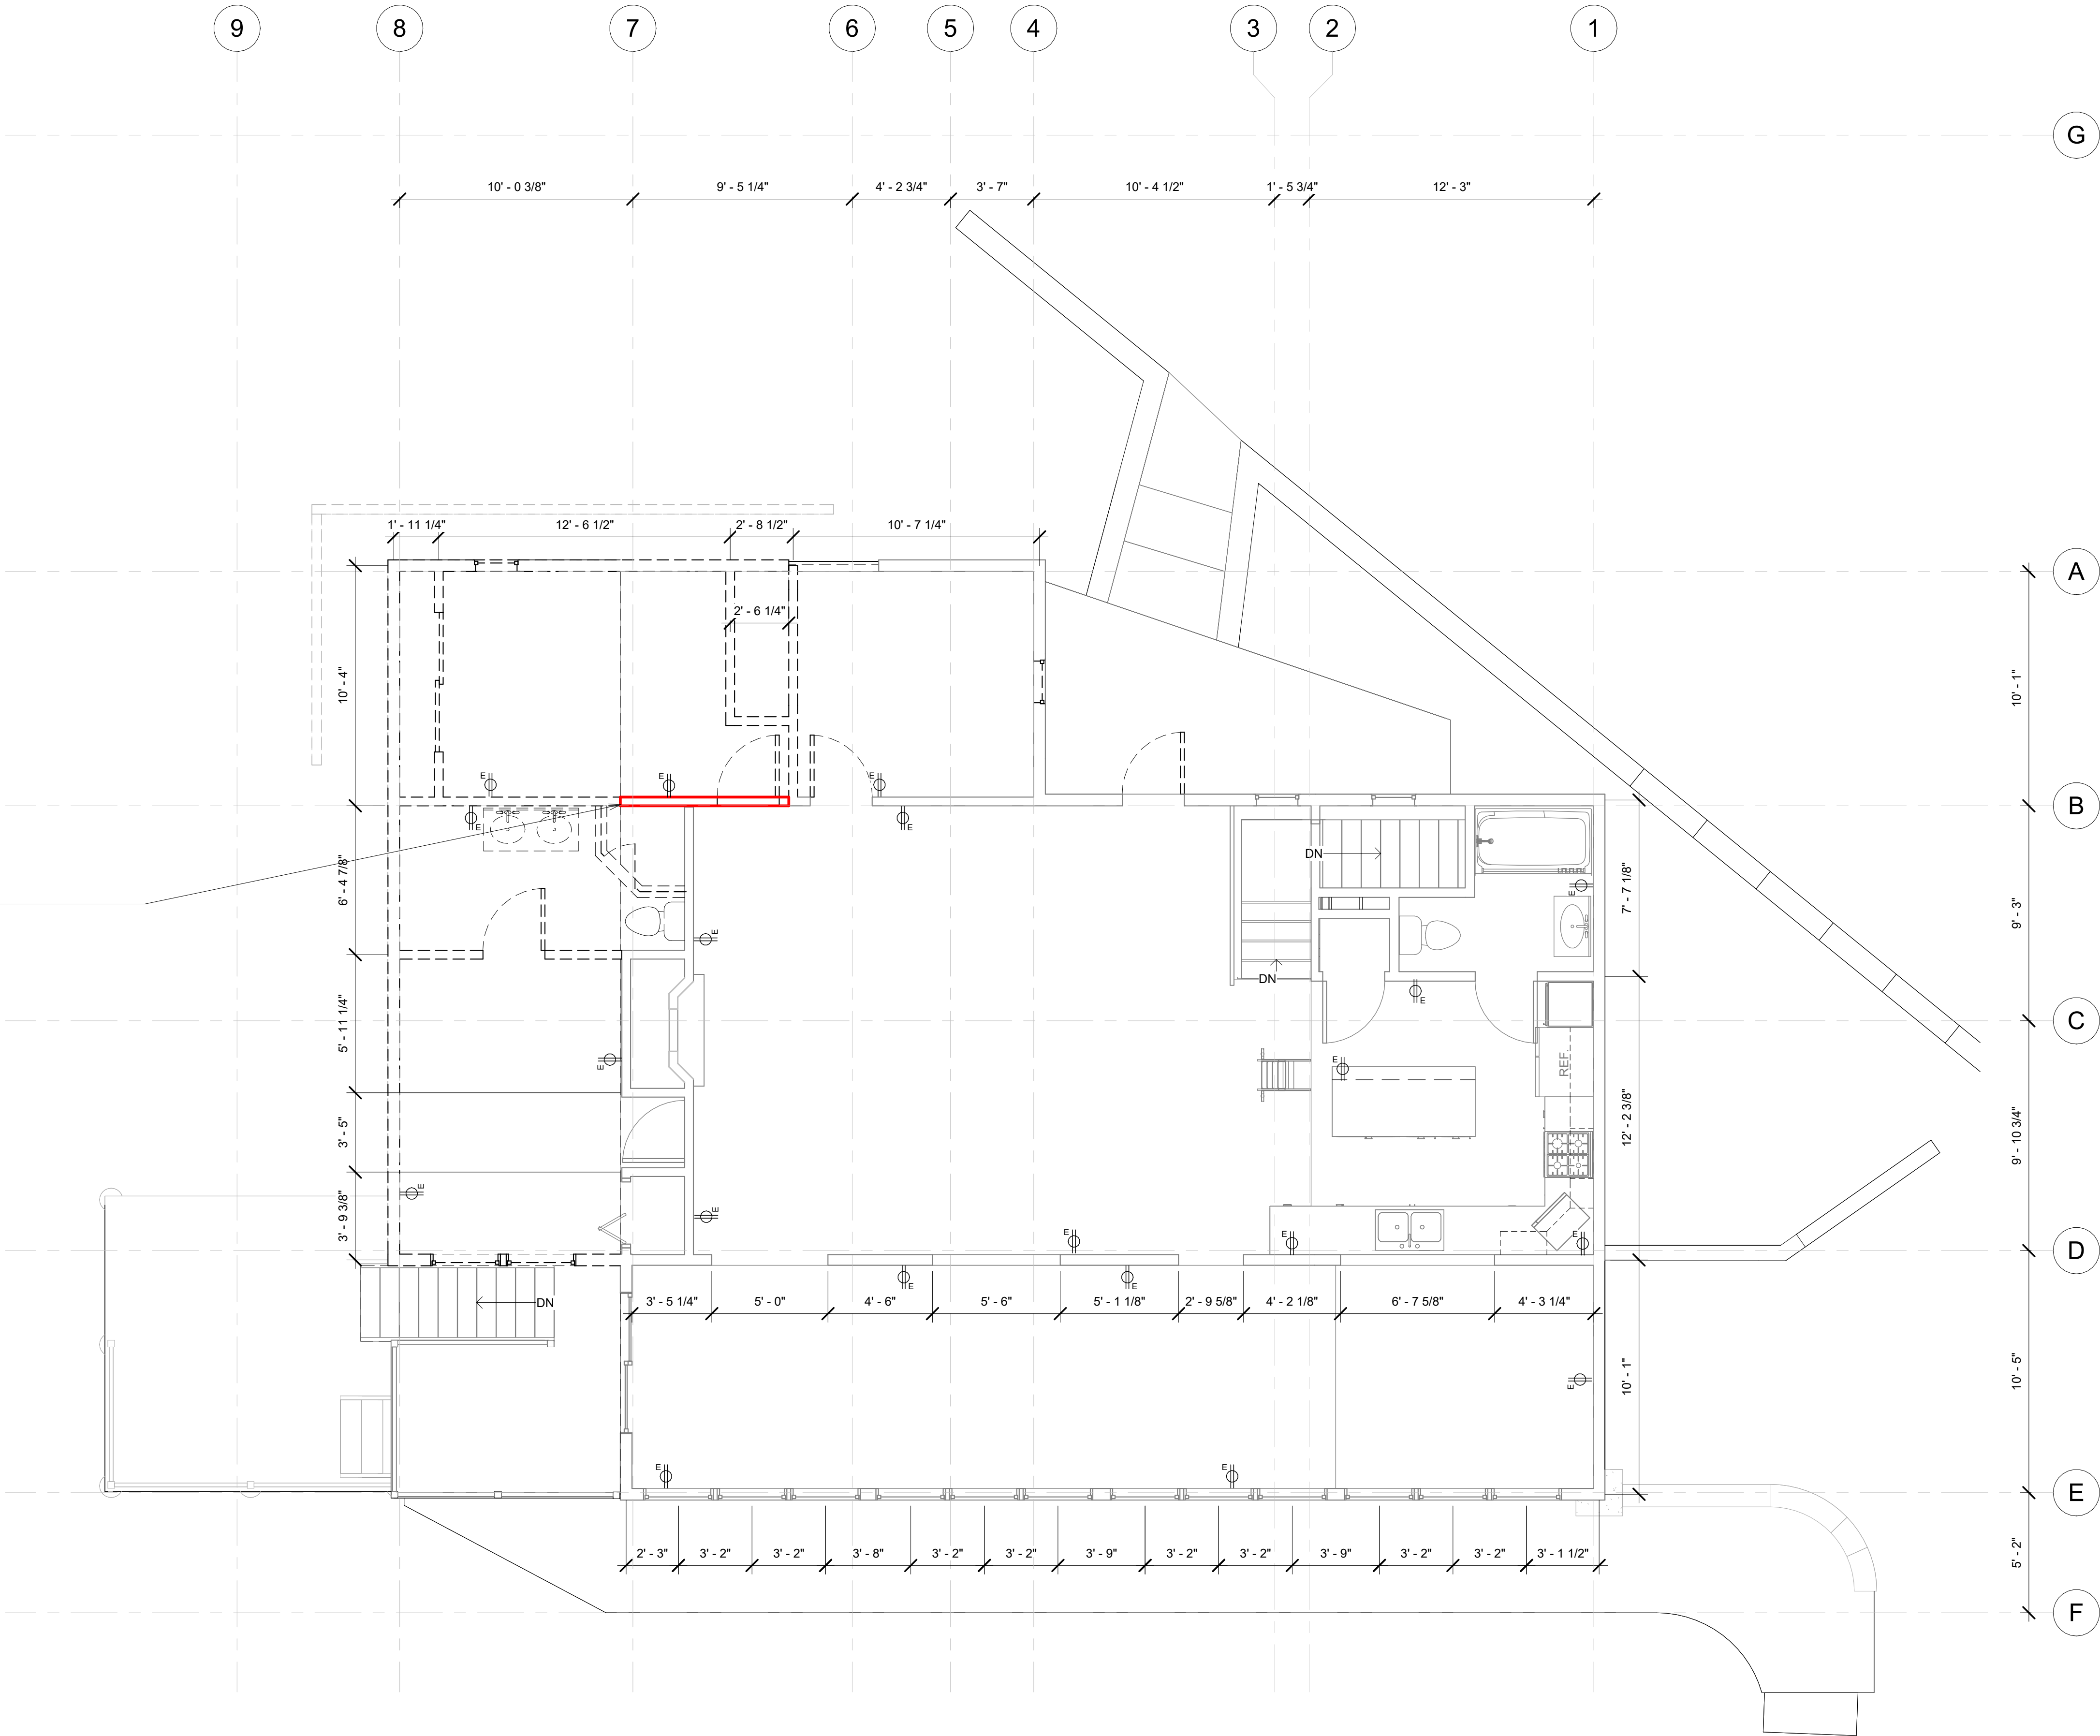 9 8 7 6 5 4 3 2 1
G
10' - 0 3/8" 9' - 5 1/4" 4' - 2 3/4" 3' - 7" 10' - 4 1/2" 1' - 5 3/4" 12' - 3"
1' - 11 1/4" 12' - 6 1/2" 2' - 8 1/2" 10' - 7 1/4"
A
2' - 6 1/4"
10' - 4"
10' - 1"
E E E
B
E E
DN
6' - 4 7/8"
7' - 7 1/8"
E
9' - 3"
E
DN
E
5' - 11 1/4"
C
E
E
REF.
3' - 5"
12' - 2 3/8"
9' - 10 3/4"
E
E
3' - 9 3/8"
E E E
D
E E
DN
3' - 5 1/4" 5' - 0" 4' - 6" 5' - 6" 5' - 1 1/8" 2' - 9 5/8" 4' - 2 1/8" 6' - 7 5/8" 4' - 3 1/4"
10' - 1"
10' - 5"
E
E E
E
2' - 3" 3' - 2" 3' - 2" 3' - 8" 3' - 2" 3' - 2" 3' - 9" 3' - 2" 3' - 2" 3' - 9" 3' - 2" 3' - 2" 3' - 1 1/2"
5' - 2"
F